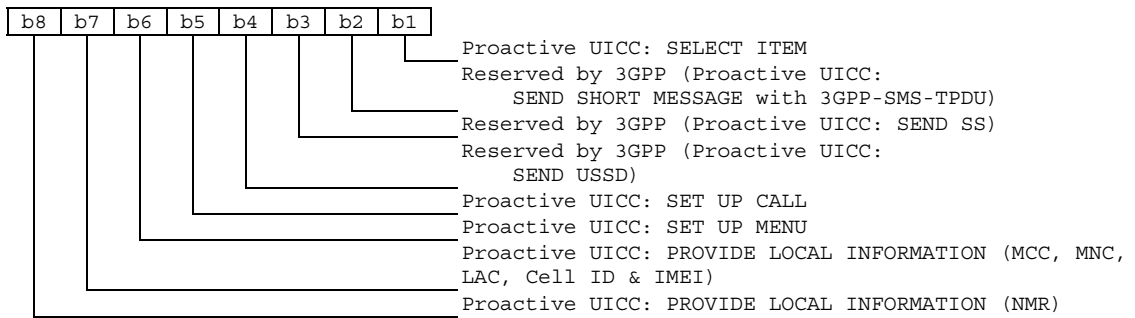 b8 b7 b6 b5 b4 b3 b2 b1
Proactive UICC: SELECT ITEM
Reserved by 3GPP (Proactive UICC:
SEND SHORT MESSAGE with 3GPP-SMS-TPDU)
Reserved by 3GPP (Proactive UICC: SEND SS)
Reserved by 3GPP (Proactive UICC:
SEND USSD)
Proactive UICC: SET UP CALL
Proactive UICC: SET UP MENU
Proactive UICC: PROVIDE LOCAL INFORMATION (MCC, MNC,
LAC, Cell ID & IMEI)
Proactive UICC: PROVIDE LOCAL INFORMATION (NMR)